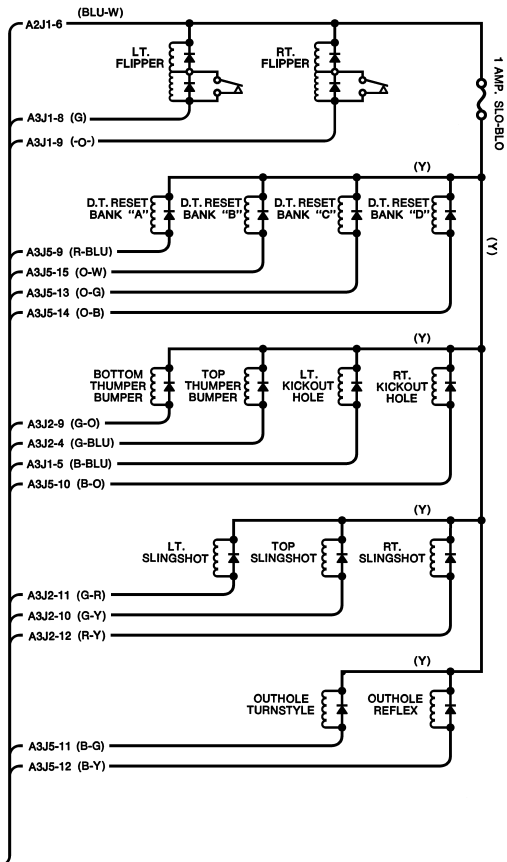 (BLU-W)
A2J1-6
LT.
FLIPPER
RT.
FLIPPER
1 AMP. SLO-BLO
A3J1-8 (G)
A3J1-9 (-O-)
(Y)
D.T. RESET
BANK "A"
D.T. RESET
BANK "B"
D.T. RESET
BANK "C"
D.T. RESET
BANK "D"
(Y)
A3J5-9 (R-BLU)
A3J5-15 (O-W)
A3J5-13 (O-G)
A3J5-14 (O-B)
(Y)
BOTTOM
THUMPER
BUMPER
TOP
THUMPER
BUMPER
LT.
KICKOUT
HOLE
RT.
KICKOUT
HOLE
A3J2-9 (G-O)
A3J2-4 (G-BLU)
A3J1-5 (B-BLU)
A3J5-10 (B-O)
(Y)
LT.
SLINGSHOT
TOP
SLINGSHOT
RT.
SLINGSHOT
A3J2-11 (G-R)
A3J2-10 (G-Y)
A3J2-12 (R-Y)
(Y)
OUTHOLE
TURNSTYLE
OUTHOLE
REFLEX
A3J5-11 (B-G)
A3J5-12 (B-Y)